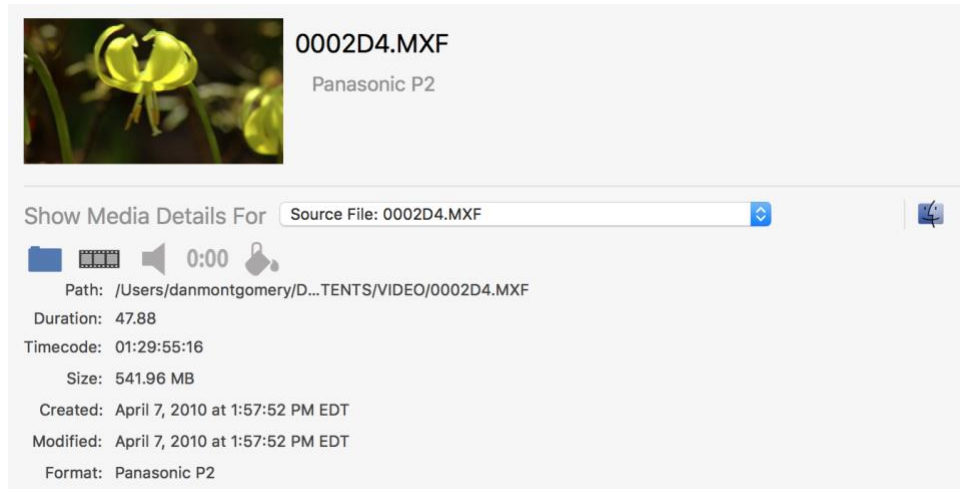 0002D4.MXF
Panasonic P2
Show Media Details For Source File: 0002D4.MXF
0:00
Path: /Users/danmontgomery/D...TENTS/VIDEO/0002D4.MXF
Duration: 47.88
Timecode: 01:29:55:16
Size: 541.96 MB
Created: April 7, 2010 at 1:57:52 PM EDT
Modified: April 7, 2010 at 1:57:52 PM EDT
Format: Panasonic P2